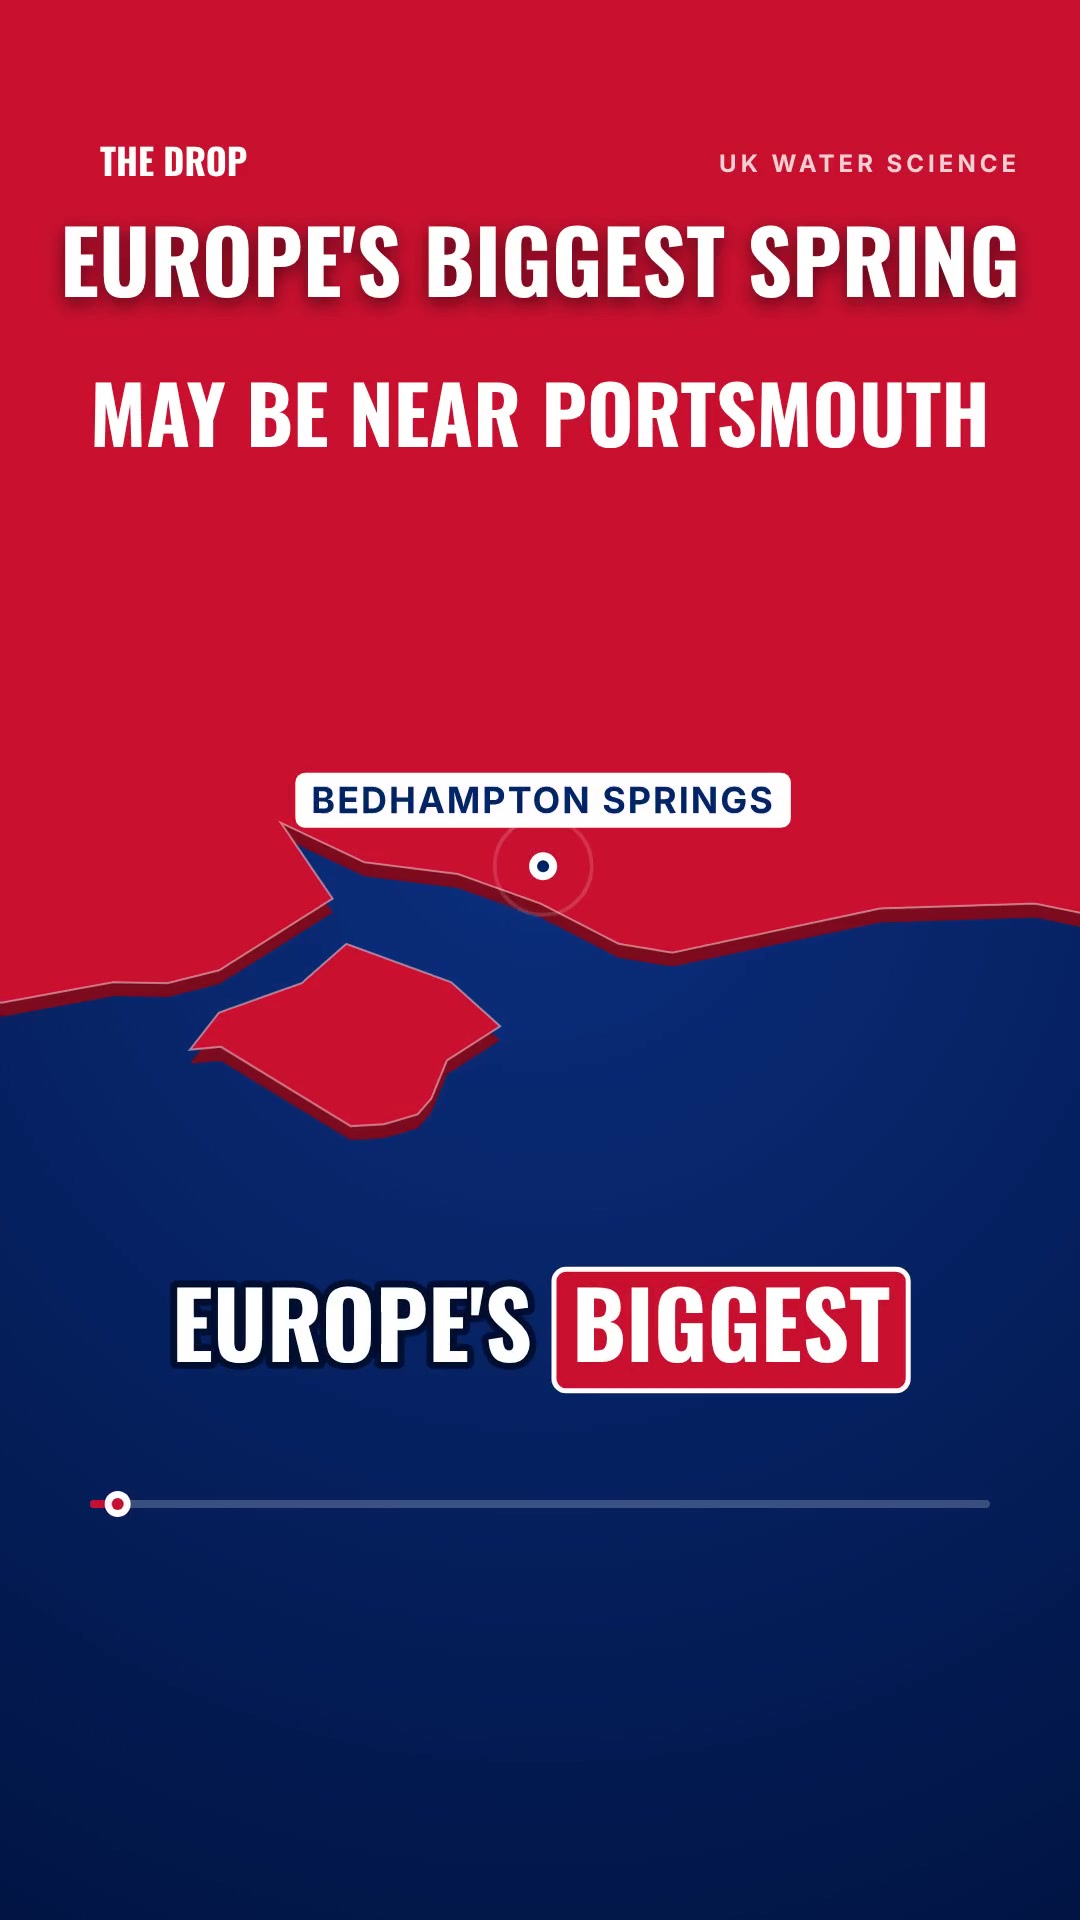 THE DROP
UK WATER SCIENCE
EUROPE'S BIGGEST SPRING
MAY BE NEAR PORTSMOUTH
BEDHAMPTON SPRINGS
EUROPE'S BIGGEST